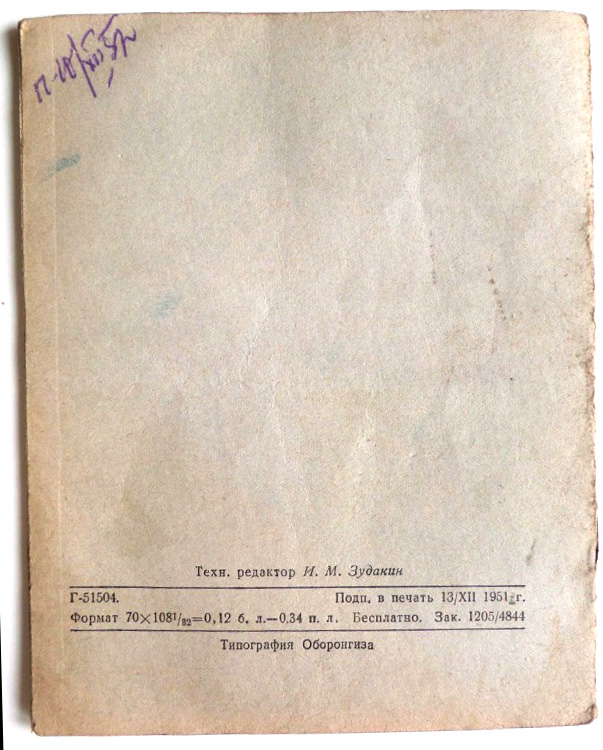 Техн. редактор И. М. Зудакин
Г-51504. Подп. в печать 13/XII 1951 г.
Формат 70×108¹/₃₂=0,12 б. л.—0,34 п. л. Бесплатно. Зак. 1205/4844
Типография Оборонгиза